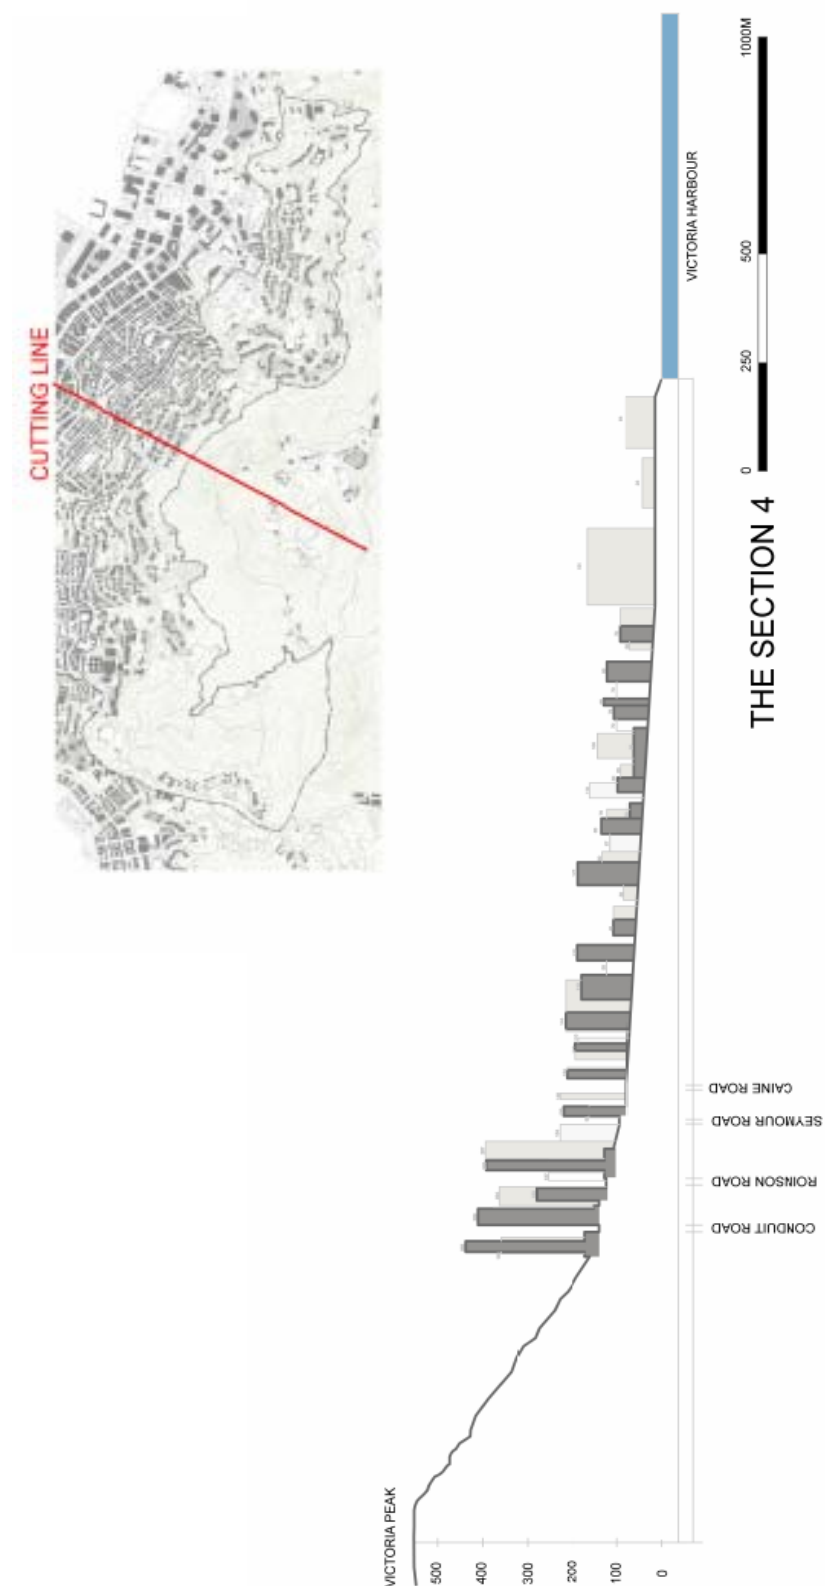 CUTTING LINE
VICTORIA PEAK
500
400
300
200
100
0
CONDUIT ROAD
ROINSON ROAD
SEYMOUR ROAD
CAINE ROAD
VICTORIA HARBOUR
THE SECTION 4
0
250
500
1000M